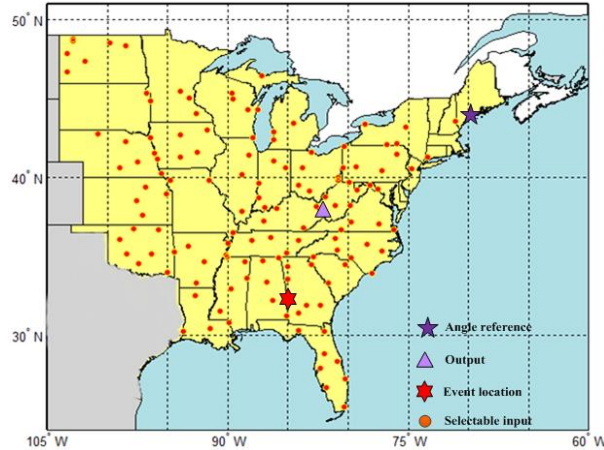 50° N
40° N
30° N
Angle reference
Output
Event location
Selectable input
105° W 90° W 75° W 60° W